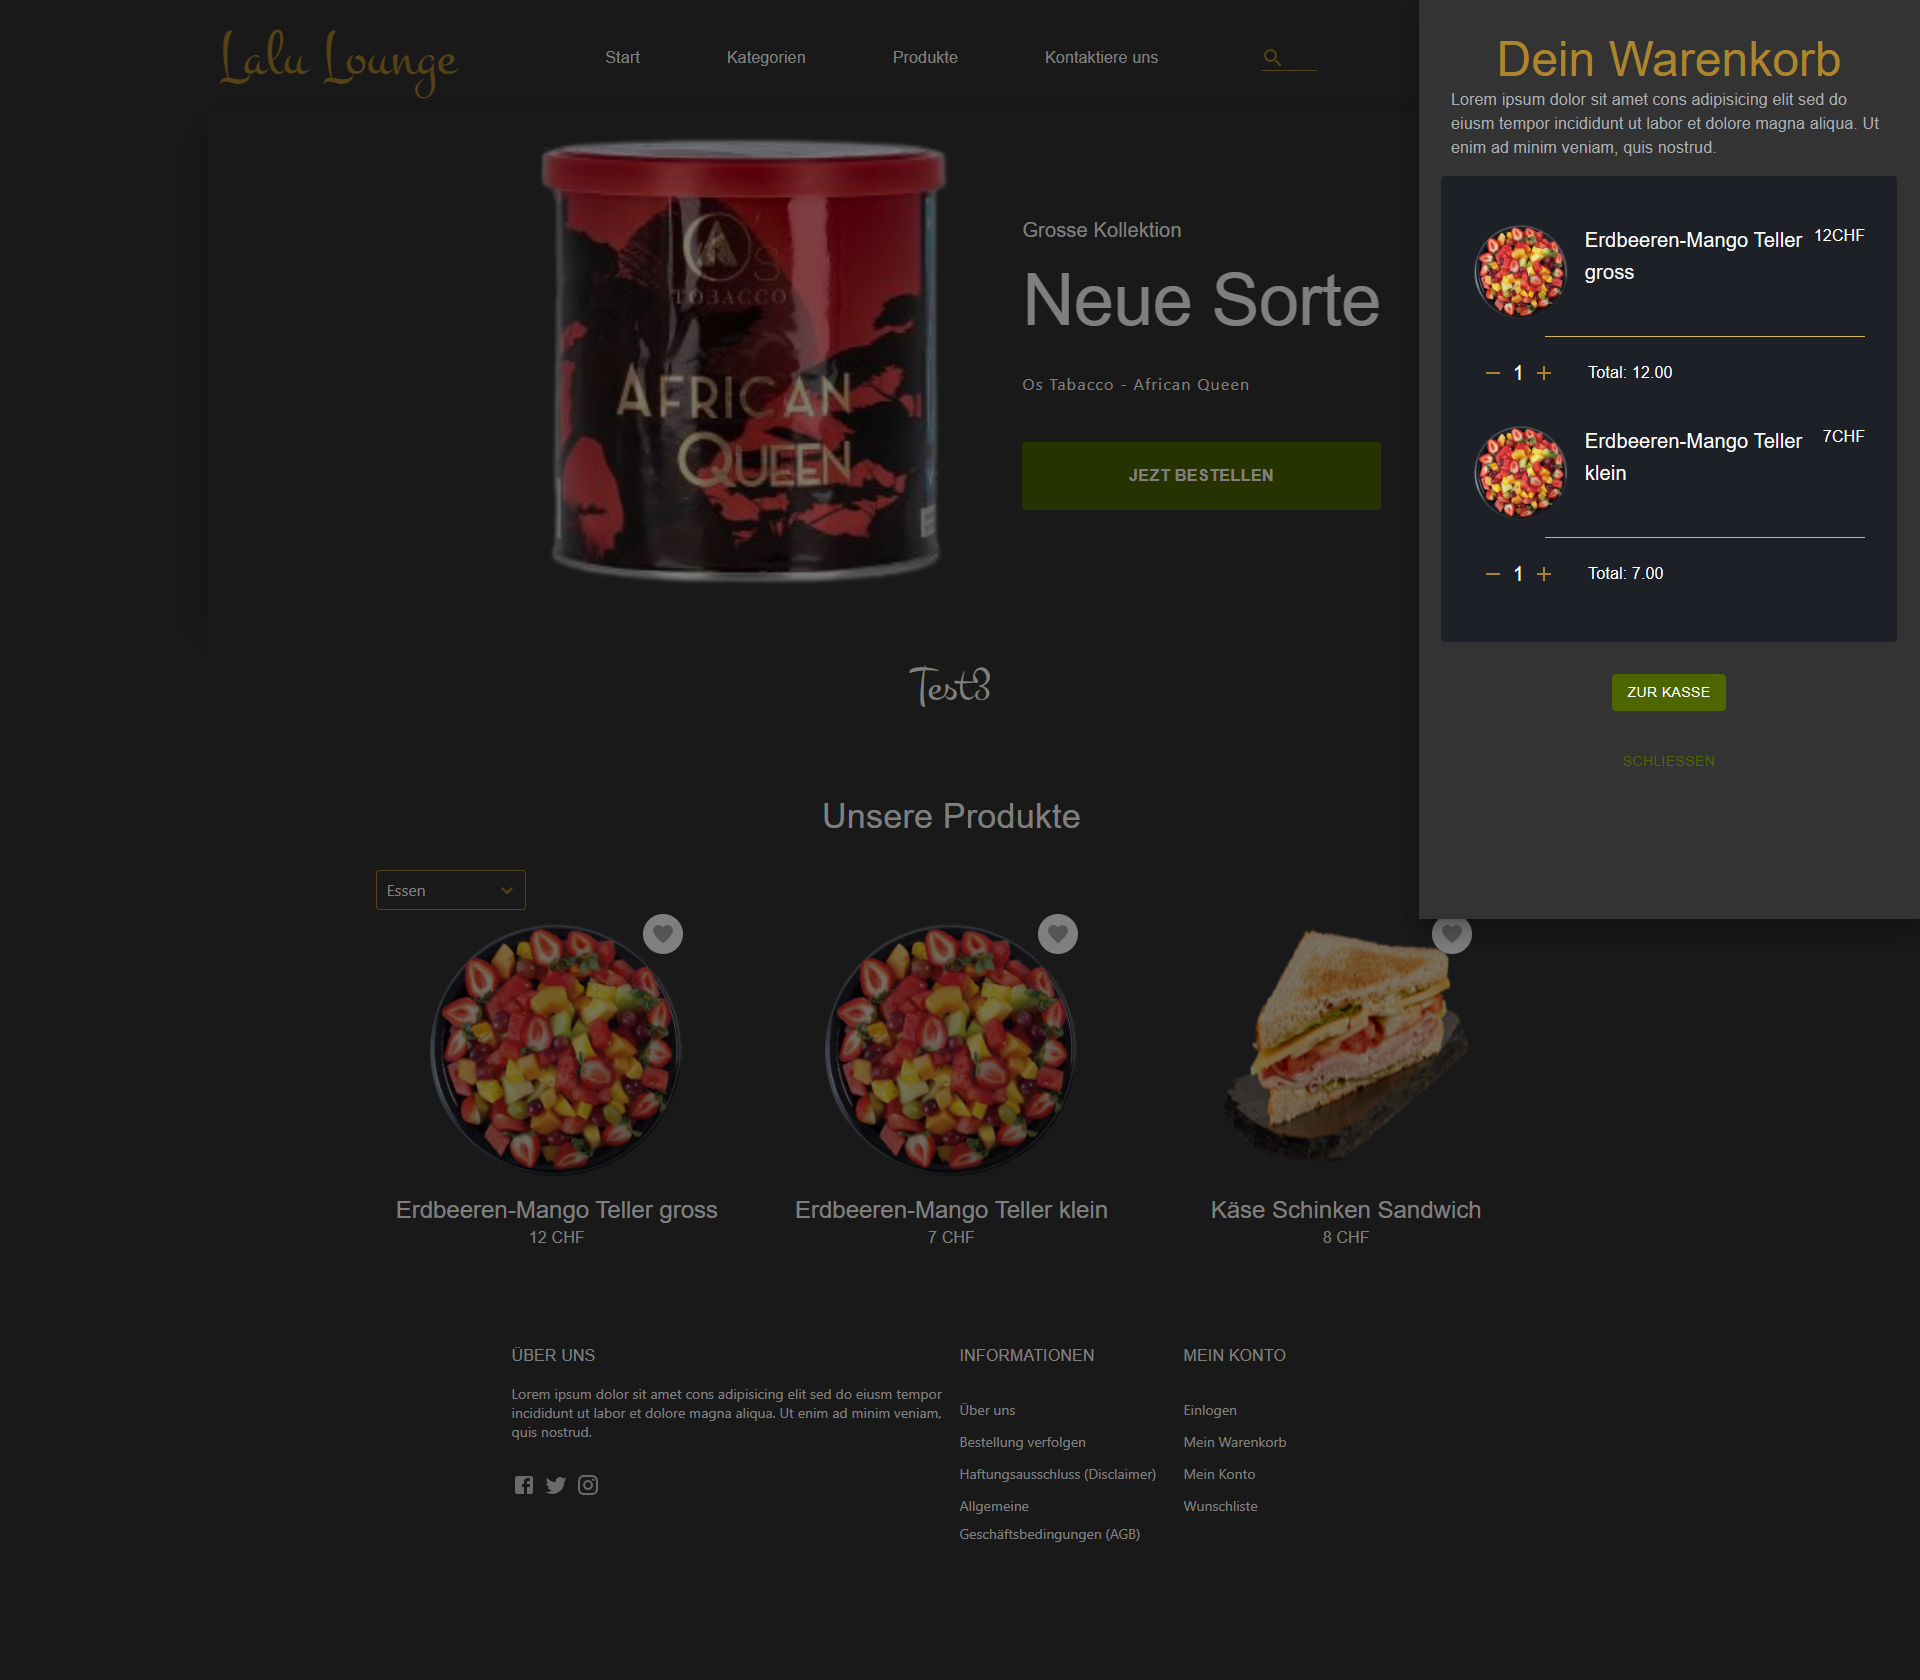 Lalu Lounge
Start
Kategorien
Produkte
Kontaktiere uns
OS
TOBACCO
AFRICAN
QUEEN
Grosse Kollektion
Neue Sorte
Os Tabacco - African Queen
JEZT BESTELLEN
Test3
Dein Warenkorb
Lorem ipsum dolor sit amet cons adipisicing elit sed do
eiusm tempor incididunt ut labor et dolore magna aliqua. Ut
enim ad minim veniam, quis nostrud.
Erdbeeren-Mango Teller 12CHF
gross
1 Total: 12.00
Erdbeeren-Mango Teller 7CHF
klein
1 Total: 7.00
ZUR KASSE
SCHLIESSEN
Unsere Produkte
Essen
Erdbeeren-Mango Teller gross
12 CHF
Erdbeeren-Mango Teller klein
7 CHF
Käse Schinken Sandwich
8 CHF
ÜBER UNS
Lorem ipsum dolor sit amet cons adipisicing elit sed do eiusm tempor
incididunt ut labor et dolore magna aliqua. Ut enim ad minim veniam,
quis nostrud.
INFORMATIONEN
Über uns
Bestellung verfolgen
Haftungsausschluss (Disclaimer)
Allgemeine
Geschäftsbedingungen (AGB)
MEIN KONTO
Einlogen
Mein Warenkorb
Mein Konto
Wunschliste